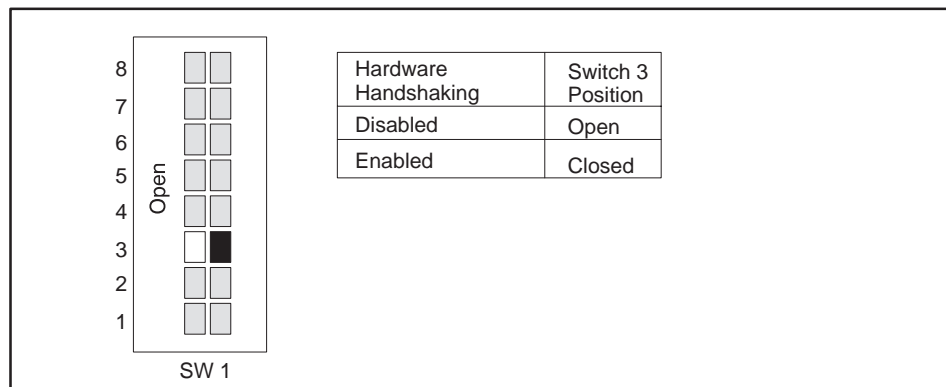 8
7
6
5
4
3
2
1
Open
SW 1
Hardware
Handshaking
Switch 3
Position
Disabled
Open
Enabled
Closed